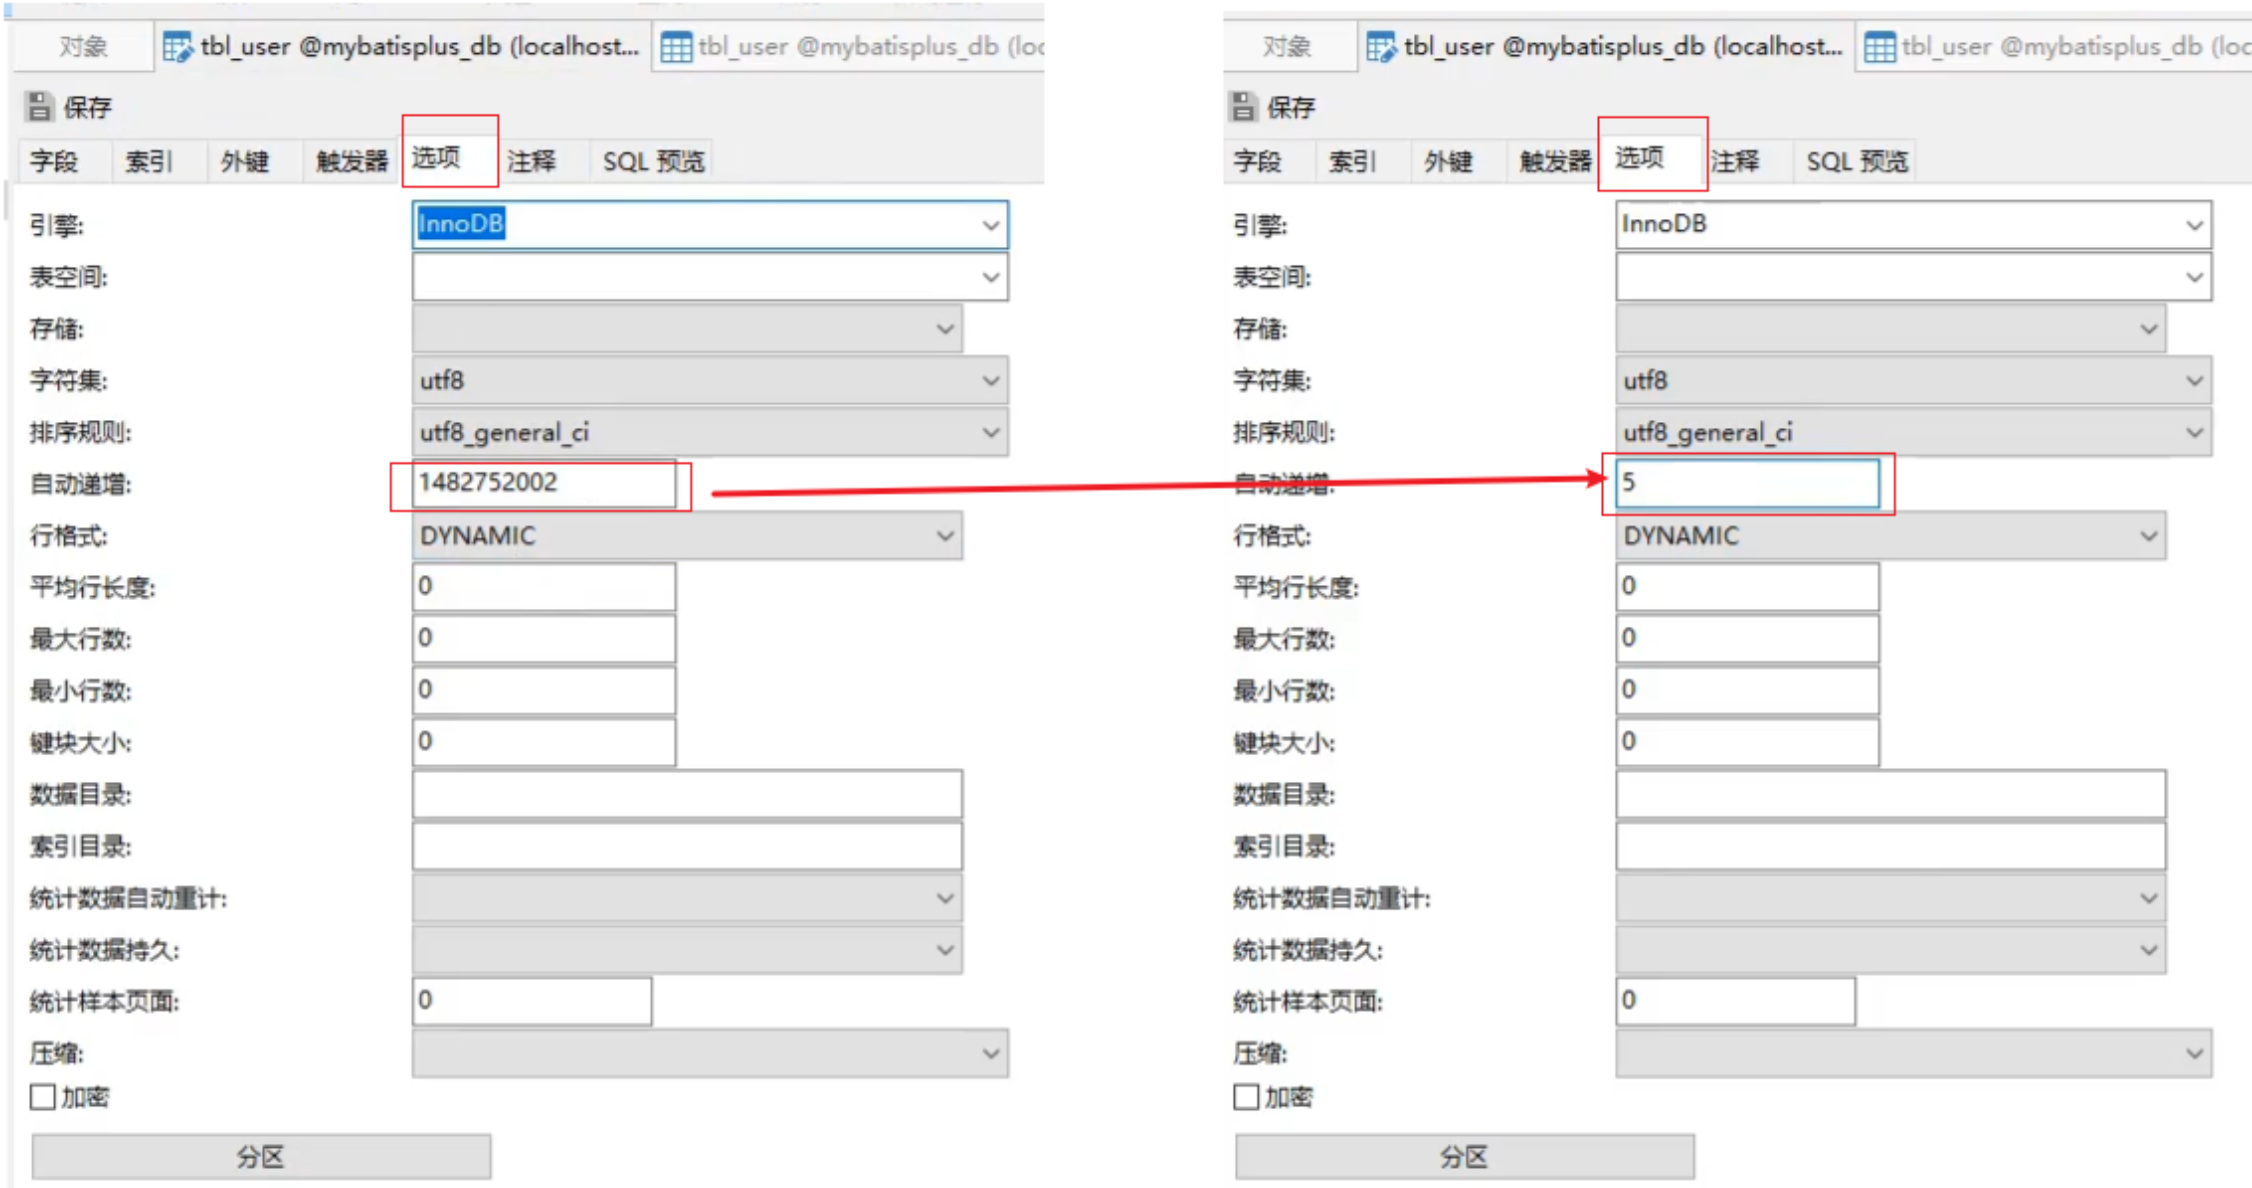 对象 tbl_user @mybatisplus_db (localhost... tbl_user @mybatisplus_db (loc
保存
字段 索引 外键 触发器 选项 注释 SQL 预览
引擎: InnoDB
表空间:
存储:
字符集: utf8
排序规则: utf8_general_ci
自动递增: 1482752002
行格式: DYNAMIC
平均行长度: 0
最大行数: 0
最小行数: 0
键块大小: 0
数据目录:
索引目录:
统计数据自动重计:
统计数据持久:
统计样本页面: 0
压缩:
加密
分区
对象 tbl_user @mybatisplus_db (localhost... tbl_user @mybatisplus_db (loc
保存
字段 索引 外键 触发器 选项 注释 SQL 预览
引擎: InnoDB
表空间:
存储:
字符集: utf8
排序规则: utf8_general_ci
自动递增: 5
行格式: DYNAMIC
平均行长度: 0
最大行数: 0
最小行数: 0
键块大小: 0
数据目录:
索引目录:
统计数据自动重计:
统计数据持久:
统计样本页面: 0
压缩:
加密
分区